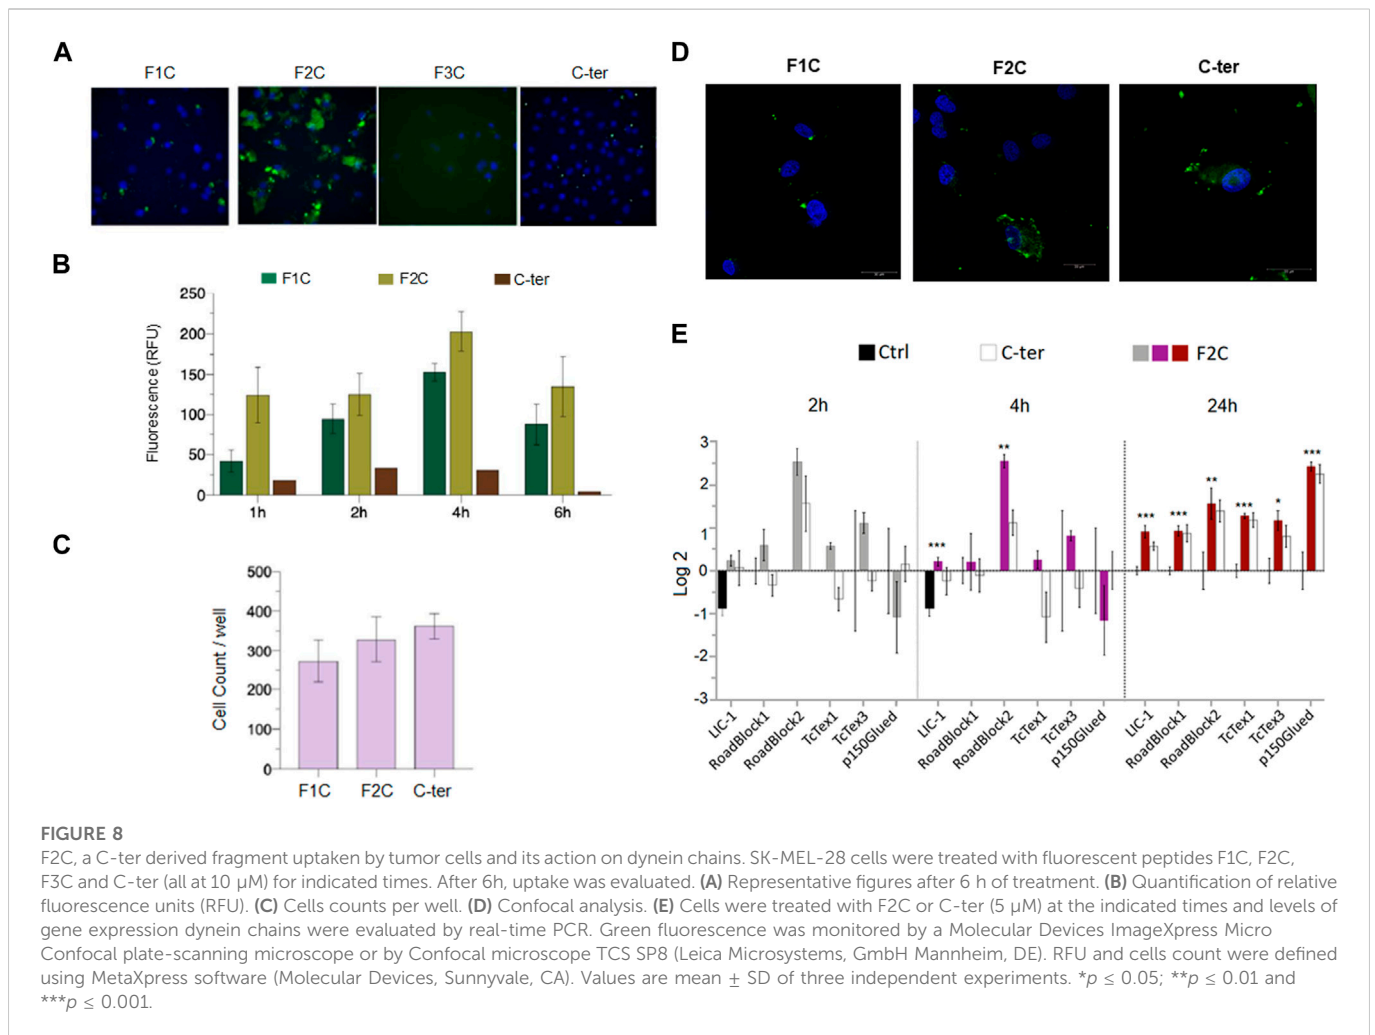 A
F1C
F2C
F3C
C-ter
B
F1C
F2C
C-ter
Fluorescence (RFU)
250
200
150
100
50
0
1h
2h
4h
6h
C
Cell Count / well
500
400
300
200
100
0
F1C
F2C
C-ter
D
F1C
F2C
C-ter
E
Ctrl
C-ter
F2C
2h
4h
24h
Log 2
3
2
1
0
-1
-2
-3
***
**
***
***
**
***
*
***
LIC-1
RoadBlock1
RoadBlock2
TcTex1
TcTex3
p150Glued
LIC-1
RoadBlock1
RoadBlock2
TcTex1
TcTex3
p150Glued
LIC-1
RoadBlock1
RoadBlock2
TcTex1
TcTex3
p150Glued
FIGURE 8
F2C, a C-ter derived fragment uptaken by tumor cells and its action on dynein chains. SK-MEL-28 cells were treated with fluorescent peptides F1C, F2C,
F3C and C-ter (all at 10 µM) for indicated times. After 6h, uptake was evaluated. (A) Representative figures after 6 h of treatment. (B) Quantification of relative
fluorescence units (RFU). (C) Cells counts per well. (D) Confocal analysis. (E) Cells were treated with F2C or C-ter (5 µM) at the indicated times and levels of
gene expression dynein chains were evaluated by real-time PCR. Green fluorescence was monitored by a Molecular Devices ImageXpress Micro
Confocal plate-scanning microscope or by Confocal microscope TCS SP8 (Leica Microsystems, GmbH Mannheim, DE). RFU and cells count were defined
using MetaXpress software (Molecular Devices, Sunnyvale, CA). Values are mean ± SD of three independent experiments. *p ≤ 0.05; **p ≤ 0.01 and
***p ≤ 0.001.